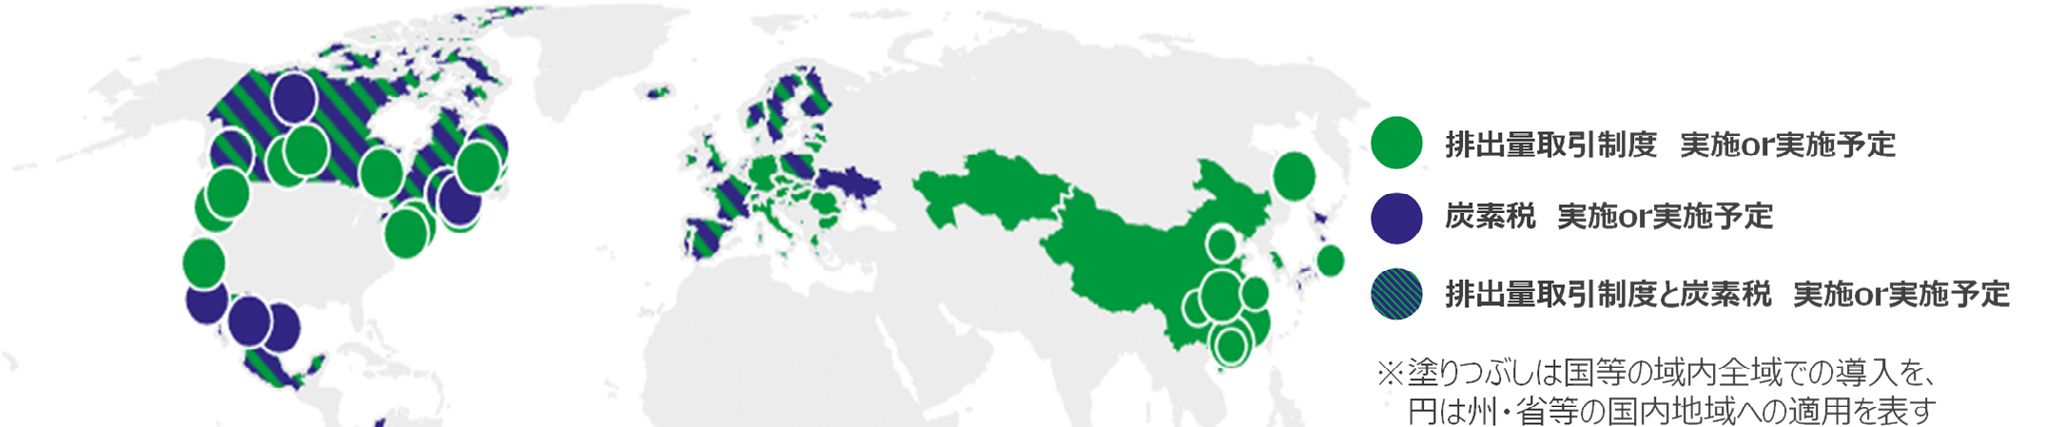 排出量取引制度　実施or実施予定
炭素税　実施or実施予定
排出量取引制度と炭素税　実施or実施予定
※塗りつぶしは国等の域内全域での導入を、
円は州・省等の国内地域への適用を表す